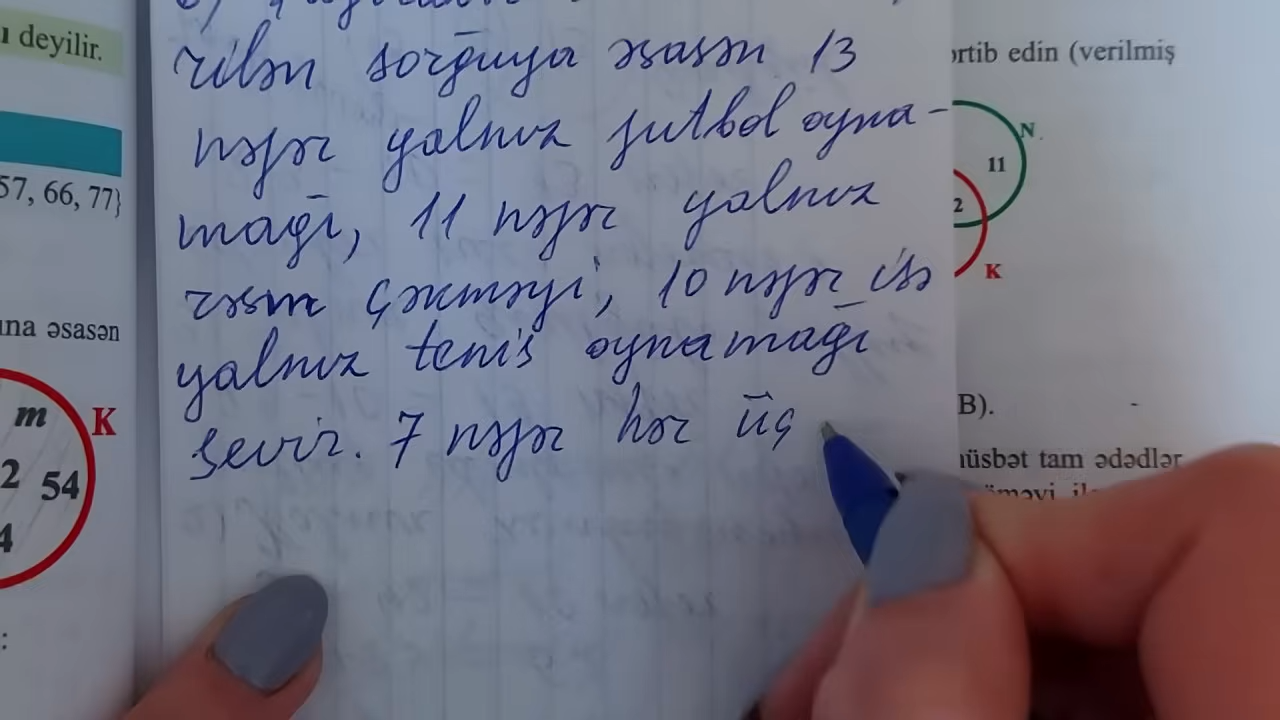 ı deyilir.
57, 66, 77}
una əsasən
m
K
2 54
4
:
rilən sorğuya əsasən 13
nəfər yalnız futbol oyna-
mağı, 11 nəfər yalnız
rəsm çəkməyi, 10 nəfər isə
yalnız tenis oynamağı
sevir. 7 nəfər hər üç
ərtib edin (verilmiş
N
11
2
K
B).
müsbət tam ədədlər